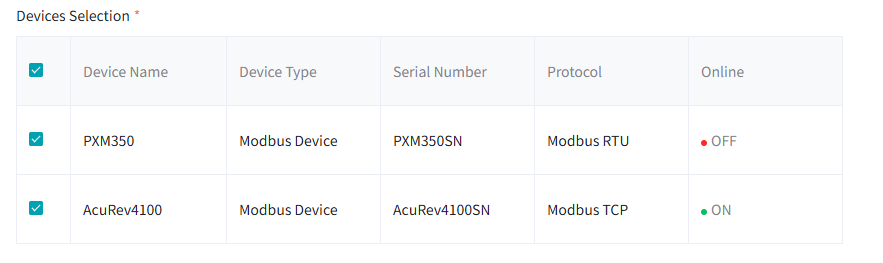 Devices Selection *
Device Name Device Type Serial Number Protocol Online
PXM350 Modbus Device PXM350SN Modbus RTU OFF
AcuRev4100 Modbus Device AcuRev4100SN Modbus TCP ON